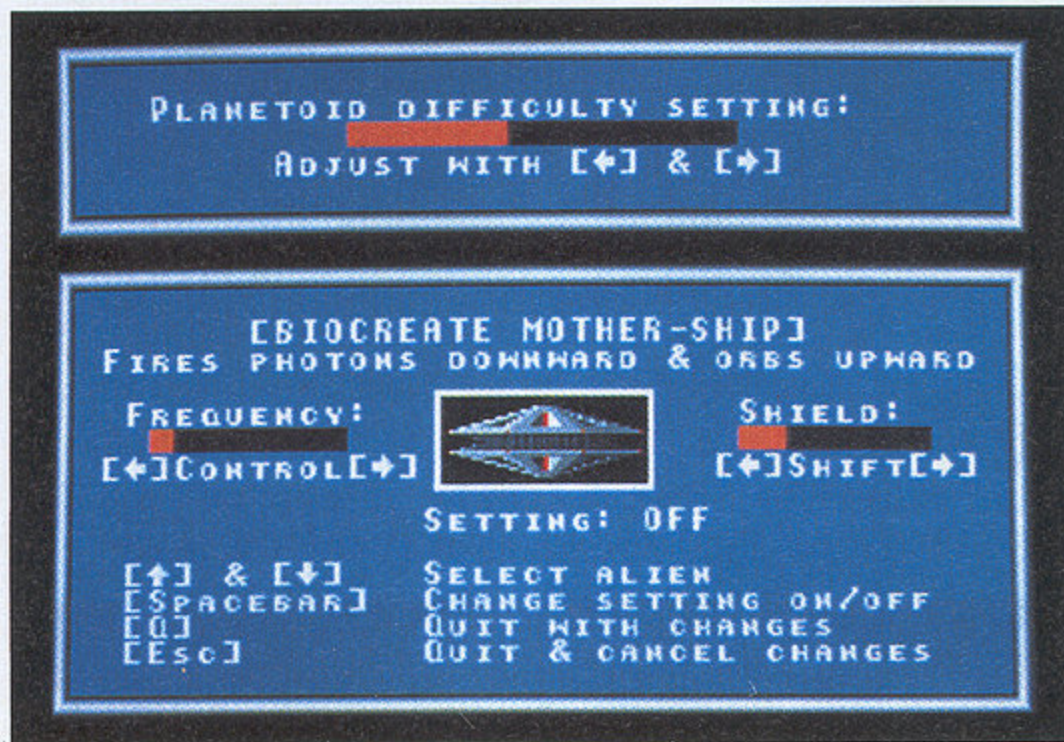 Planetoid difficulty setting:
Adjust with [←] & [→]
[BIOCREATE MOTHER-SHIP]
Fires photons downward & orbs upward
Frequency:
Shield:
[←]Control[→]
[←]Shift[→]
Setting: OFF
[↑] & [↓] Select alien
[Spacebar] Change setting on/off
[Q] Quit with changes
[Esc] Quit & cancel changes